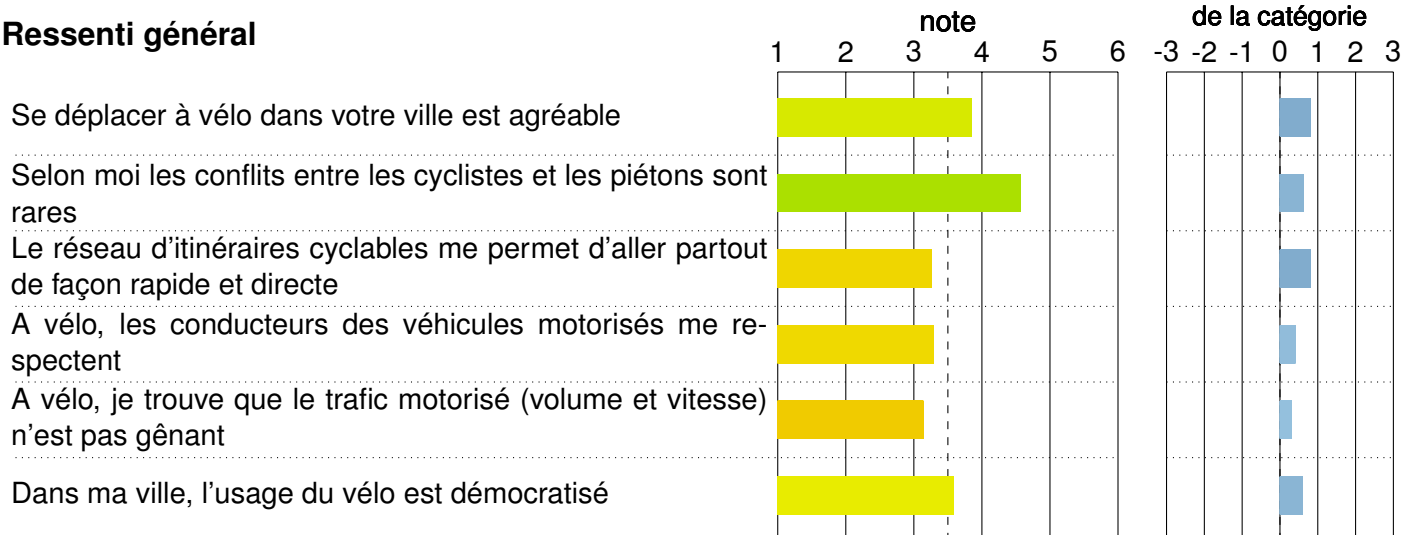 Ressenti général
note
de la catégorie
1 2 3 4 5 6
-3 -2 -1 0 1 2 3
Se déplacer à vélo dans votre ville est agréable
Selon moi les conflits entre les cyclistes et les piétons sont
rares
Le réseau d'itinéraires cyclables me permet d'aller partout
de façon rapide et directe
A vélo, les conducteurs des véhicules motorisés me re-
spectent
A vélo, je trouve que le trafic motorisé (volume et vitesse)
n'est pas gênant
Dans ma ville, l'usage du vélo est démocratisé